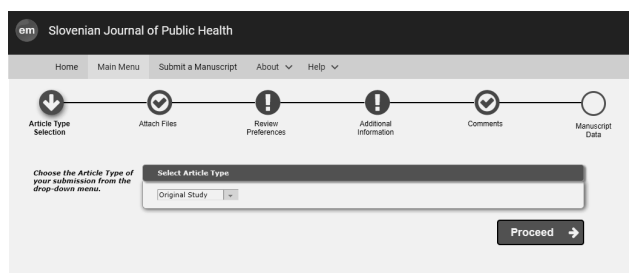 em Slovenian Journal of Public Health
Home Main Menu Submit a Manuscript About Help
Article Type Selection
Attach Files
Review Preferences
Additional Information
Comments
Manuscript Data
Choose the Article Type of
your submission from the
drop-down menu.
Select Article Type
Original Study
Proceed